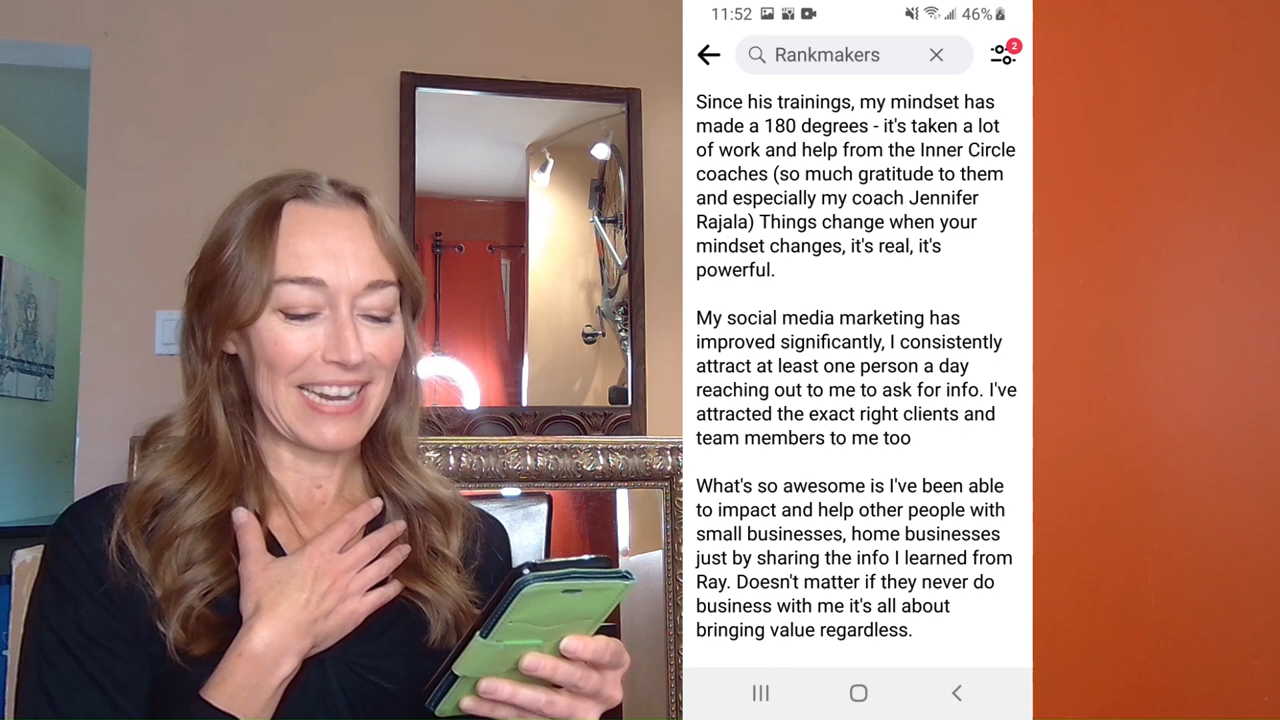 11:52
46%
Rankmakers
2
Since his trainings, my mindset has
made a 180 degrees - it's taken a lot
of work and help from the Inner Circle
coaches (so much gratitude to them
and especially my coach Jennifer
Rajala) Things change when your
mindset changes, it's real, it's
powerful.
My social media marketing has
improved significantly, I consistently
attract at least one person a day
reaching out to me to ask for info. I've
attracted the exact right clients and
team members to me too
What's so awesome is I've been able
to impact and help other people with
small businesses, home businesses
just by sharing the info I learned from
Ray. Doesn't matter if they never do
business with me it's all about
bringing value regardless.